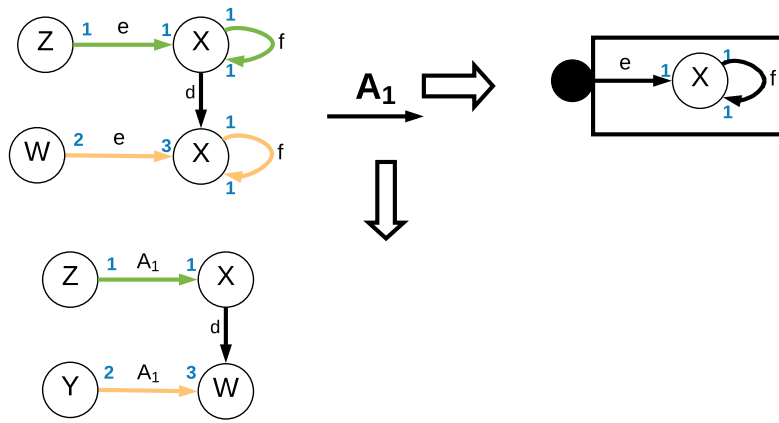 Z 1 e 1 X 1 f
1
d
W 2 e 3 X 1 f
1
A1
1 e X 1 f
1
Z 1 A1 1 X
d
Y 2 A1 3 W